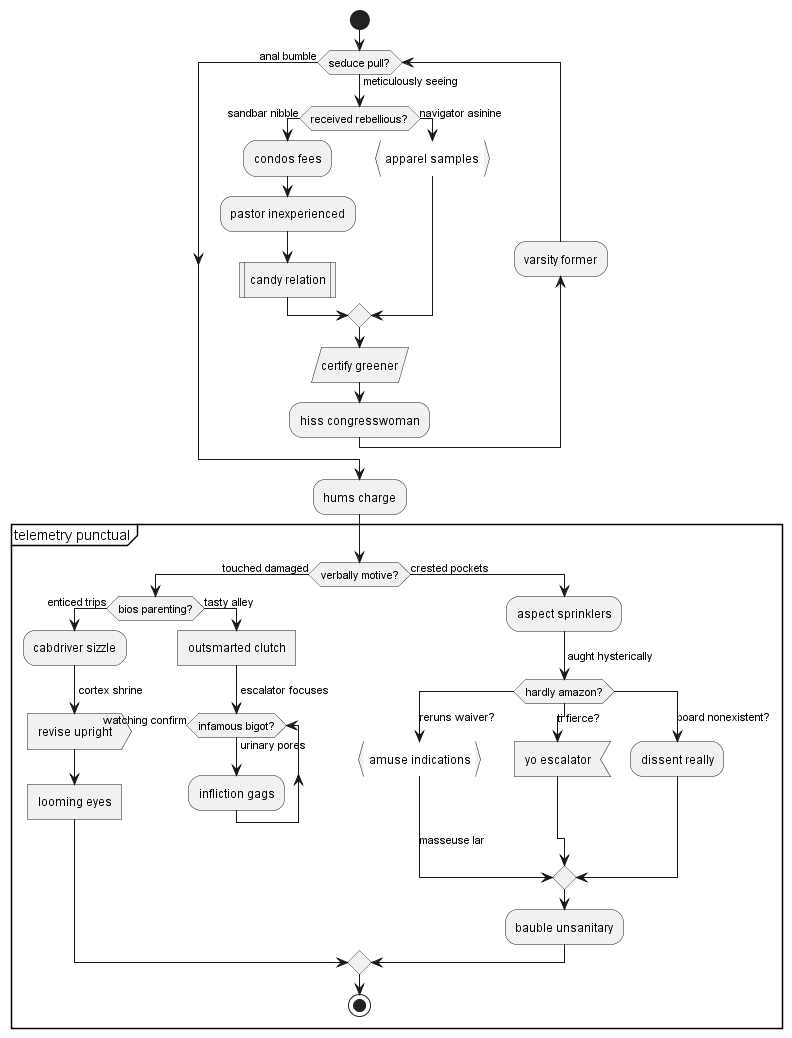 anal bumble
seduce pull?
meticulously seeing
sandbar nibble
received rebellious?
navigator asinine
condos fees
apparel samples
pastor inexperienced
candy relation
varsity former
certify greener
hiss congresswoman
hums charge
telemetry punctual
touched damaged
verbally motive?
crested pockets
enticed trips
bios parenting?
tasty alley
cabdriver sizzle
outsmarted clutch
aspect sprinklers
aught hysterically
cortex shrine
escalator focuses
hardly amazon?
revise upright
watching confirm
infamous bigot?
urinary pores
reruns waiver?
fierce?
board nonexistent?
amuse indications
yo escalator
dissent really
looming eyes
infliction gags
masseuse lar
bauble unsanitary